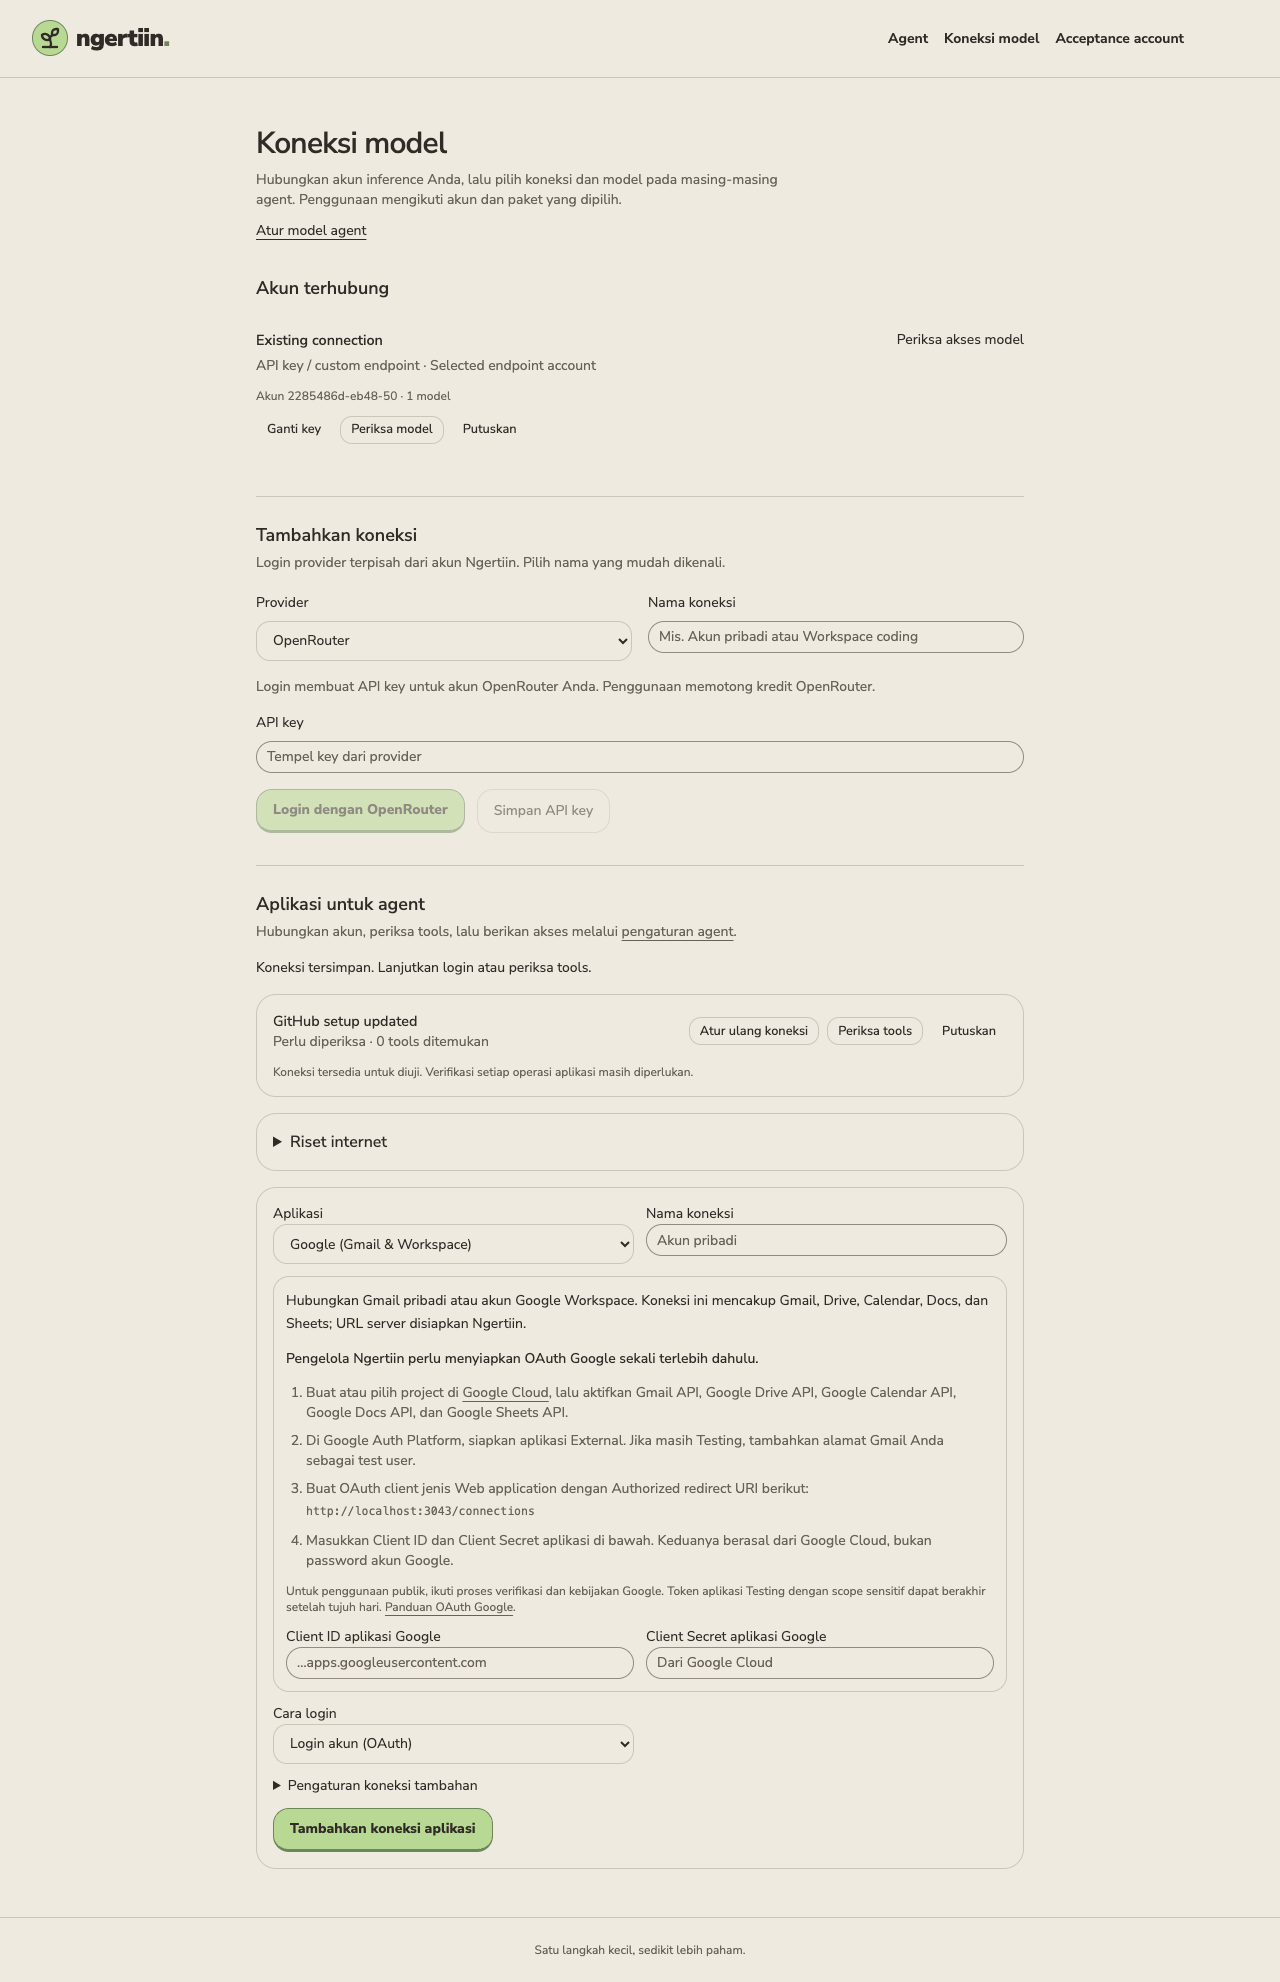 ngertiin.
Agent Koneksi model Acceptance account
Koneksi model
Hubungkan akun inference Anda, lalu pilih koneksi dan model pada masing-masing
agent. Penggunaan mengikuti akun dan paket yang dipilih.
Atur model agent
Akun terhubung
Existing connection
Periksa akses model
API key / custom endpoint · Selected endpoint account
Akun 2285486d-eb48-50 · 1 model
Ganti key Periksa model Putuskan
Tambahkan koneksi
Login provider terpisah dari akun Ngertiin. Pilih nama yang mudah dikenali.
Provider Nama koneksi
OpenRouter Mis. Akun pribadi atau Workspace coding
Login membuat API key untuk akun OpenRouter Anda. Penggunaan memotong kredit OpenRouter.
API key
Tempel key dari provider
Login dengan OpenRouter Simpan API key
Aplikasi untuk agent
Hubungkan akun, periksa tools, lalu berikan akses melalui pengaturan agent.
Koneksi tersimpan. Lanjutkan login atau periksa tools.
GitHub setup updated
Perlu diperiksa · 0 tools ditemukan
Atur ulang koneksi Periksa tools Putuskan
Koneksi tersedia untuk diuji. Verifikasi setiap operasi aplikasi masih diperlukan.
Riset internet
Aplikasi Nama koneksi
Google (Gmail & Workspace) Akun pribadi
Hubungkan Gmail pribadi atau akun Google Workspace. Koneksi ini mencakup Gmail, Drive, Calendar, Docs, dan
Sheets; URL server disiapkan Ngertiin.
Pengelola Ngertiin perlu menyiapkan OAuth Google sekali terlebih dahulu.
1. Buat atau pilih project di Google Cloud, lalu aktifkan Gmail API, Google Drive API, Google Calendar API,
Google Docs API, dan Google Sheets API.
2. Di Google Auth Platform, siapkan aplikasi External. Jika masih Testing, tambahkan alamat Gmail Anda
sebagai test user.
3. Buat OAuth client jenis Web application dengan Authorized redirect URI berikut:
http://localhost:3043/connections
4. Masukkan Client ID dan Client Secret aplikasi di bawah. Keduanya berasal dari Google Cloud, bukan
password akun Google.
Untuk penggunaan publik, ikuti proses verifikasi dan kebijakan Google. Token aplikasi Testing dengan scope sensitif dapat berakhir
setelah tujuh hari. Panduan OAuth Google.
Client ID aplikasi Google Client Secret aplikasi Google
...apps.googleusercontent.com Dari Google Cloud
Cara login
Login akun (OAuth)
Pengaturan koneksi tambahan
Tambahkan koneksi aplikasi
Satu langkah kecil, sedikit lebih paham.